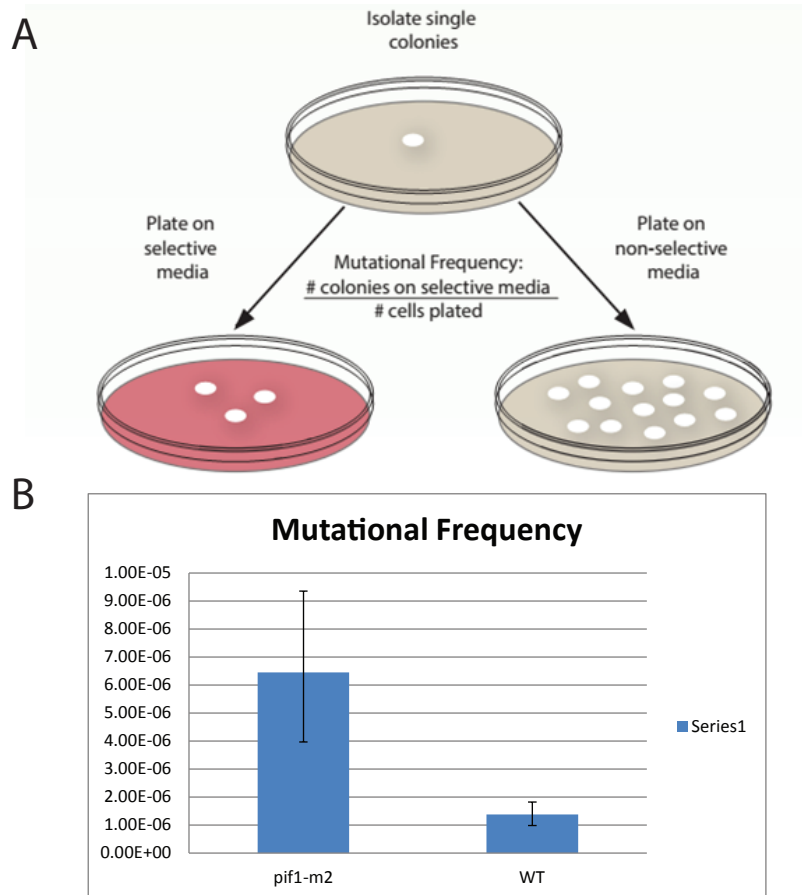 A
Isolate single
colonies
Plate on
selective
media
Mutational Frequency:
# colonies on selective media
# cells plated
Plate on
non-selective
media
B
Mutational Frequency
1.00E-05
9.00E-06
8.00E-06
7.00E-06
6.00E-06
5.00E-06
4.00E-06
3.00E-06
2.00E-06
1.00E-06
0.00E+00
pif1-m2
WT
Series1